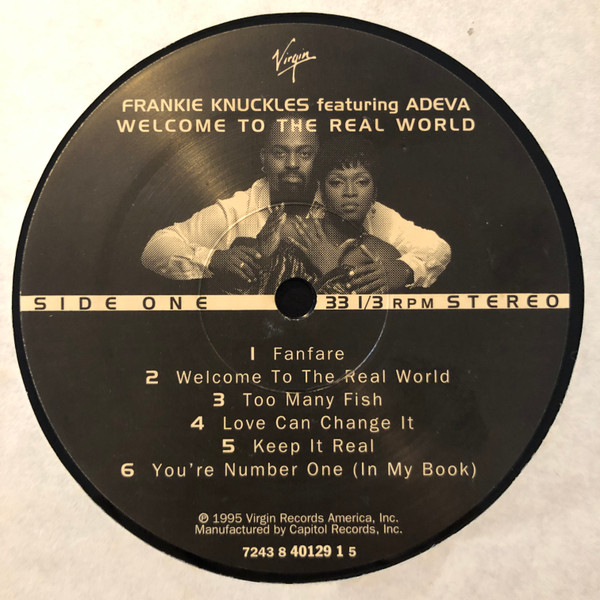 Virgin
FRANKIE KNUCKLES featuring ADEVA
WELCOME TO THE REAL WORLD
SIDE ONE 33 1/3 RPM STEREO
1 Fanfare
2 Welcome To The Real World
3 Too Many Fish
4 Love Can Change It
5 Keep It Real
6 You're Number One (In My Book)
℗ 1995 Virgin Records America, Inc.
Manufactured by Capitol Records, Inc.
7243 8 40129 1 5